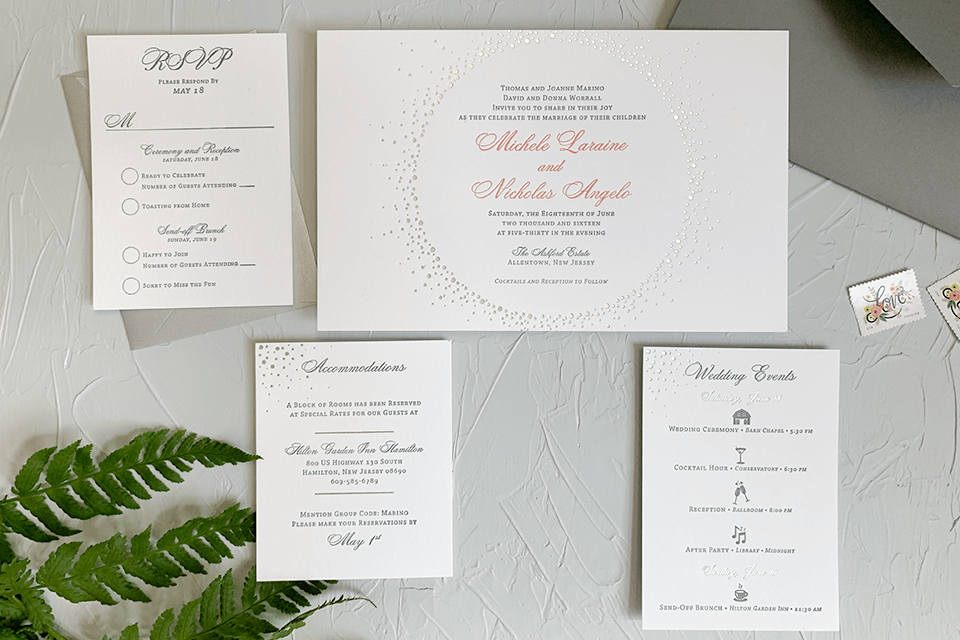 RSVP
Please Respond By
MAY 18
M
Ceremony and Reception
Saturday, June 18
Ready to Celebrate
Number of Guests Attending
Toasting from Home
Send-off Brunch
Sunday, June 19
Happy to Join
Number of Guests Attending
Sorry to Miss the Fun
Thomas and Joanne Marino
David and Donna Worrall
Invite you to share in their joy
as they celebrate the marriage of their children
Michele Laraine
and
Nicholas Angelo
Saturday, the Eighteenth of June
two thousand and sixteen
at five-thirty in the evening
The Ashford Estate
Allentown, New Jersey
Cocktails and Reception to Follow
Love
Accommodations
A Block of Rooms has been Reserved
at Special Rates for our Guests at
Hilton Garden Inn Hamilton
800 US Highway 130 South
Hamilton, New Jersey 08690
609-585-6789
Mention Group Code: Marino
Please make your Reservations by
May 1st
Wedding Events
Saturday, June
Wedding Ceremony • Barn Chapel • 5:30 pm
Cocktail Hour • Conservatory • 6:30 pm
Reception • Ballroom • 8:00 pm
After Party • Library • Midnight
Sunday, June
Send-Off Brunch • Hilton Garden Inn • 11:30 am